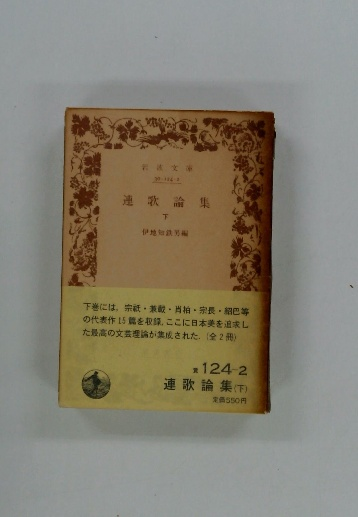 岩波文庫
連歌論集
下
伊地知鉄男編
下巻には，宗祇・兼載・肖柏・宗長・紹巴等
の代表作15篇を収録．ここに日本美を追求し
た最高の文芸理論が集成された．（全2冊）
黄124-2
連歌論集(下)
定価550円